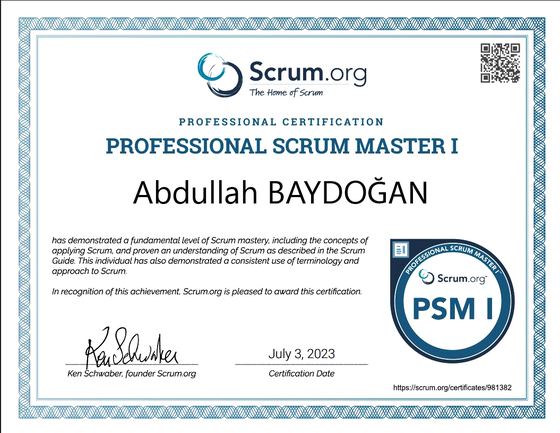 Scrum.org
The Home of Scrum
PROFESSIONAL CERTIFICATION
PROFESSIONAL SCRUM MASTER I
Abdullah BAYDOĞAN
has demonstrated a fundamental level of Scrum mastery, including the concepts of
applying Scrum, and proven an understanding of Scrum as described in the Scrum
Guide. This individual has also demonstrated a consistent use of terminology and
approach to Scrum.
In recognition of this achievement, Scrum.org is pleased to award this certification.
PROFESSIONAL SCRUM MASTER I
Scrum.org
PSM I
Ken Schwaber
July 3, 2023
Ken Schwaber, founder Scrum.org
Certification Date
https://scrum.org/certificates/981382